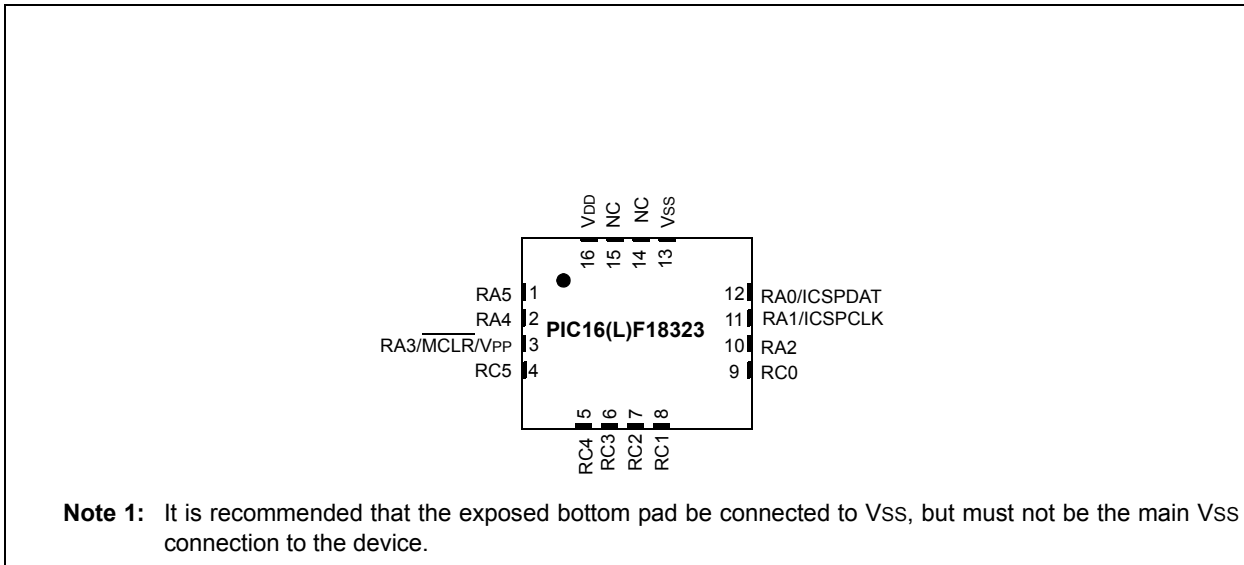 VDD
NC
NC
VSS
16
15
14
13
RA5 1
RA4 2
RA3/MCLR/VPP 3
RC5 4
PIC16(L)F18323
12 RA0/ICSPDAT
11 RA1/ICSPCLK
10 RA2
9 RC0
5
6
7
8
RC4
RC3
RC2
RC1
Note 1: It is recommended that the exposed bottom pad be connected to VSS, but must not be the main VSS
connection to the device.